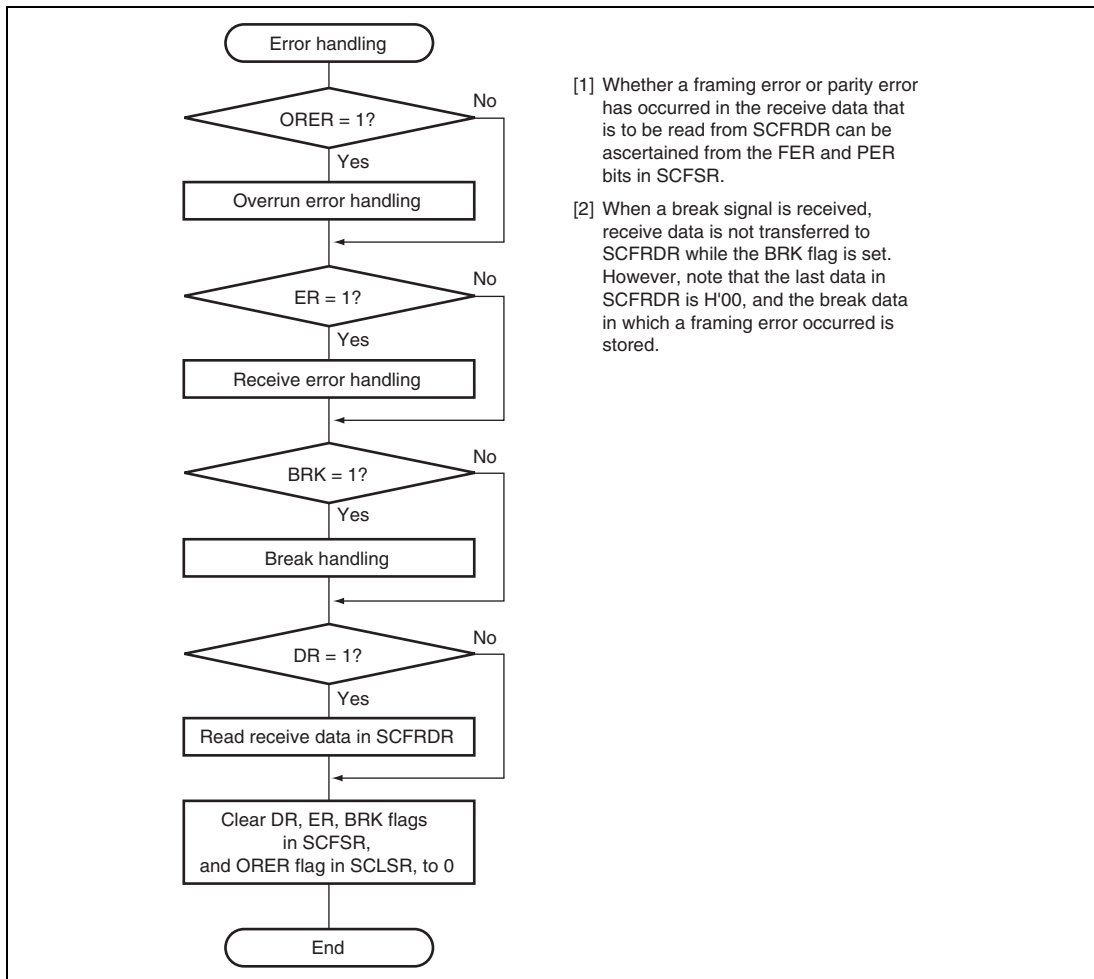 Error handling
ORER = 1?
No
Yes
Overrun error handling
ER = 1?
No
Yes
Receive error handling
BRK = 1?
No
Yes
Break handling
DR = 1?
No
Yes
Read receive data in SCFRDR
Clear DR, ER, BRK flags
in SCFSR,
and ORER flag in SCLSR, to 0
End
[1] Whether a framing error or parity error
has occurred in the receive data that
is to be read from SCFRDR can be
ascertained from the FER and PER
bits in SCFSR.
[2] When a break signal is received,
receive data is not transferred to
SCFRDR while the BRK flag is set.
However, note that the last data in
SCFRDR is H'00, and the break data
in which a framing error occurred is
stored.